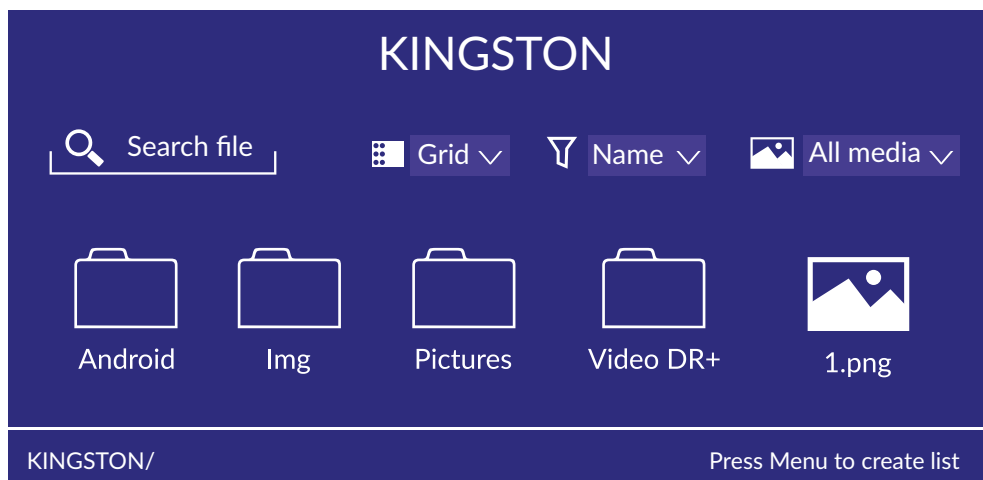 KINGSTON
Search file
Grid
Name
All media
Android
Img
Pictures
Video DR+
1.png
KINGSTON/
Press Menu to create list